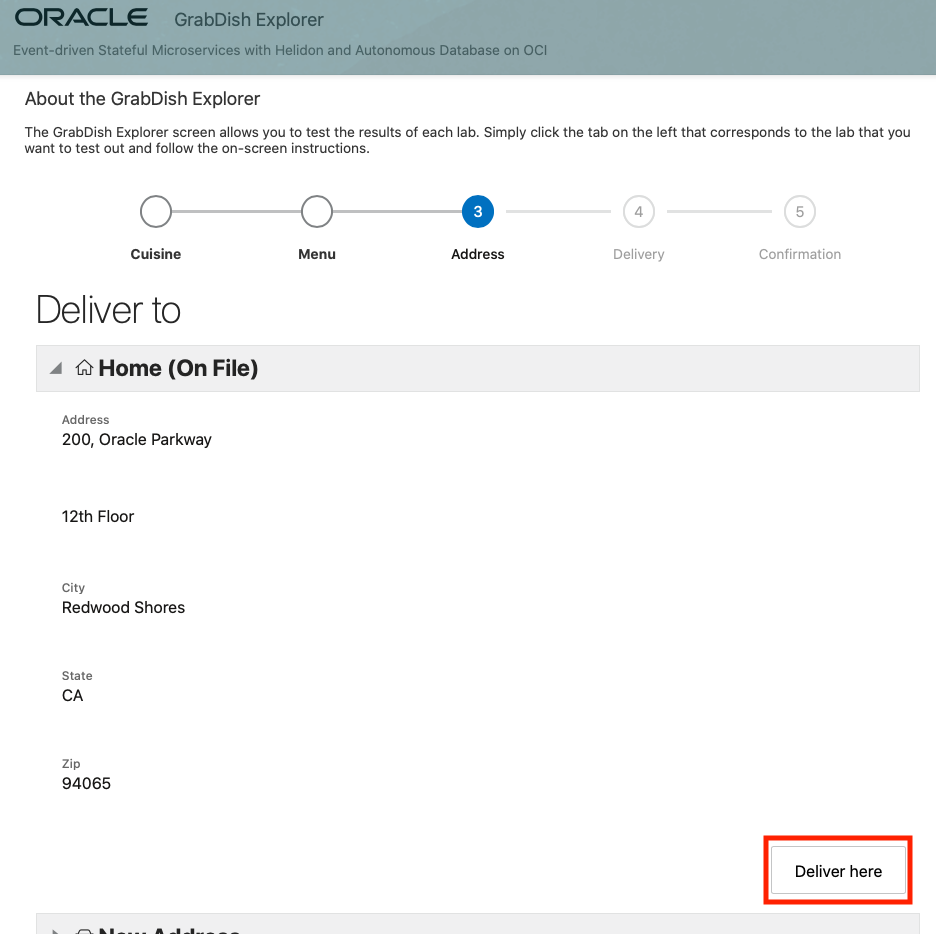 ORACLE GrabDish Explorer
Event-driven Stateful Microservices with Helidon and Autonomous Database on OCI
About the GrabDish Explorer
The GrabDish Explorer screen allows you to test the results of each lab. Simply click the tab on the left that corresponds to the lab that you
want to test out and follow the on-screen instructions.
3 4 5
Cuisine Menu Address Delivery Confirmation
Deliver to
Home (On File)
Address
200, Oracle Parkway
12th Floor
City
Redwood Shores
State
CA
Zip
94065
Deliver here
New Address